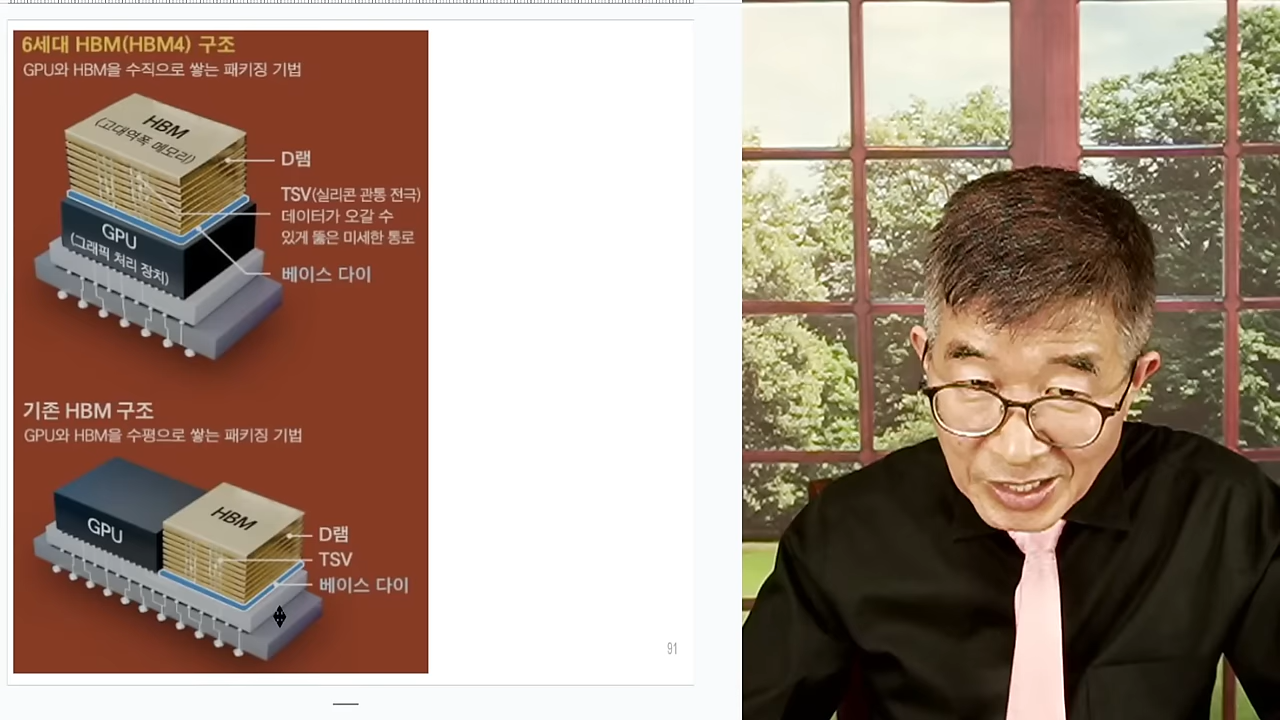 6세대 HBM(HBM4) 구조
GPU와 HBM을 수직으로 쌓는 패키징 기법
HBM
(고대역폭 메모리)
D램
TSV(실리콘 관통 전극)
데이터가 오갈 수
있게 뚫은 미세한 통로
GPU
(그래픽 처리 장치)
베이스 다이
기존 HBM 구조
GPU와 HBM을 수평으로 쌓는 패키징 기법
GPU
HBM
D램
TSV
베이스 다이
91